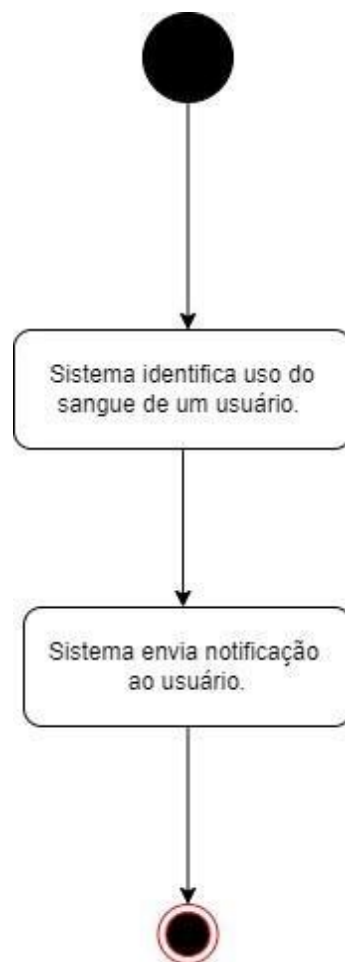 Sistema identifica uso do
sangue de um usuário.
Sistema envia notificação
ao usuário.